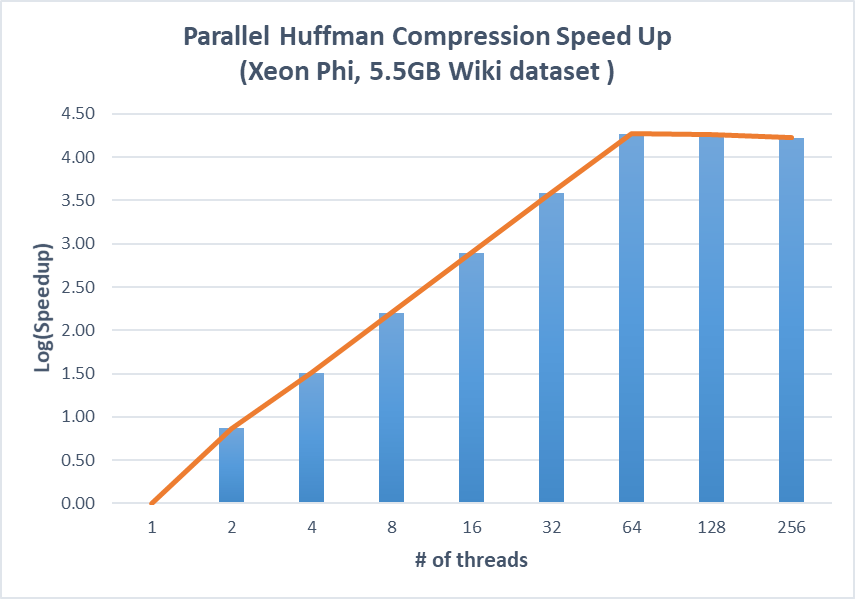 Parallel Huffman Compression Speed Up
(Xeon Phi, 5.5GB Wiki dataset )
4.50
4.00
3.50
3.00
2.50
2.00
1.50
1.00
0.50
0.00
Log(Speedup)
1 2 4 8 16 32 64 128 256
# of threads